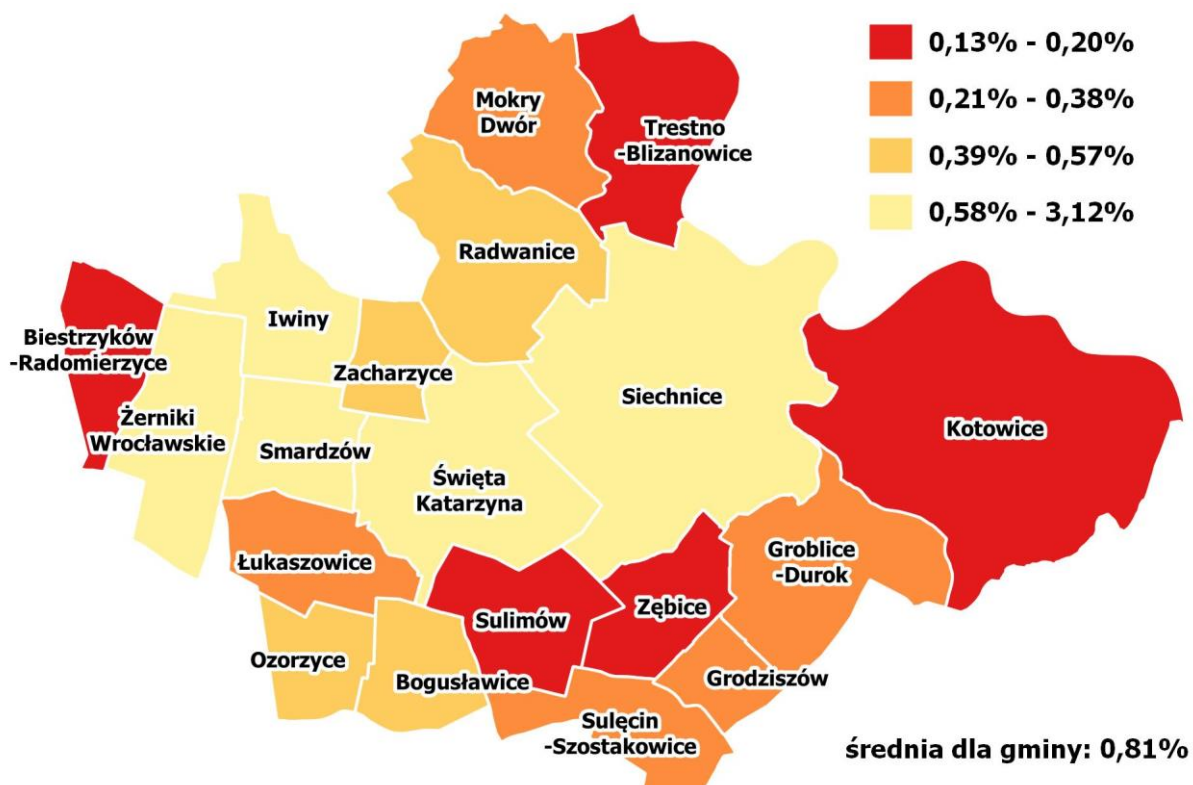 0,13% - 0,20%
0,21% - 0,38%
0,39% - 0,57%
0,58% - 3,12%
Mokry
Dwór
Trestno
-Blizanowice
Radwanice
Iwiny
Biestrzyków
-Radomierzyce
Zacharzyce
Siechnice
Żerniki
Wrocławskie
Smardzów
Kotowice
Święta
Katarzyna
Łukaszowice
Groblice
-Durok
Sulimów
Zębice
Ozorzyce
Bogusławice
Grodziszów
Sulęcin
-Szostakowice
średnia dla gminy: 0,81%